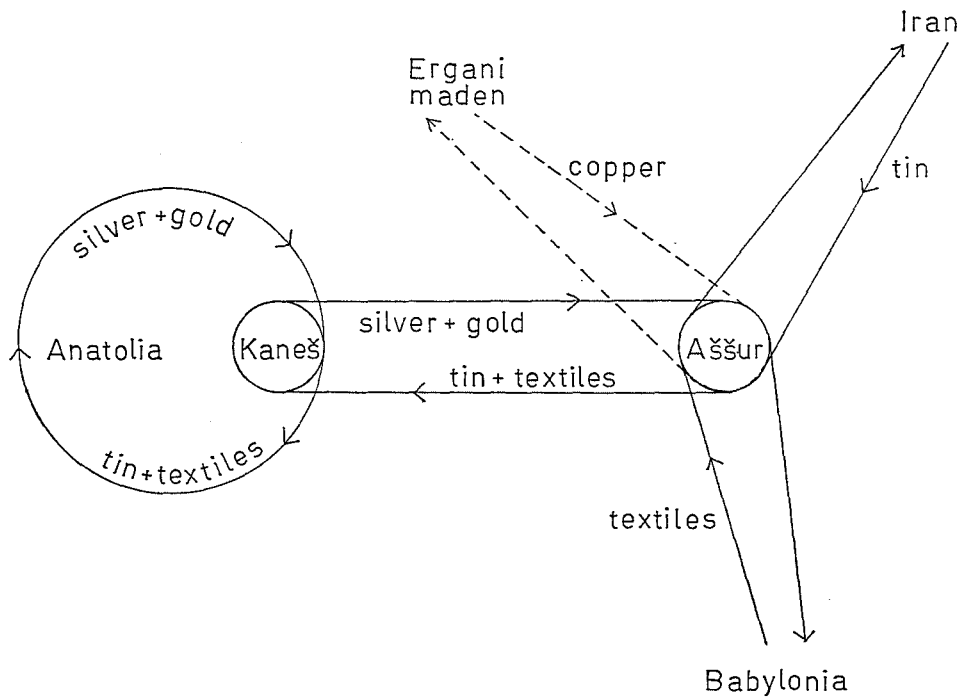 Iran
Ergani
maden
copper
tin
silver+gold
silver + gold
Anatolia
Kaneš
Aššur
tin + textiles
tin+textiles
textiles
Babylonia